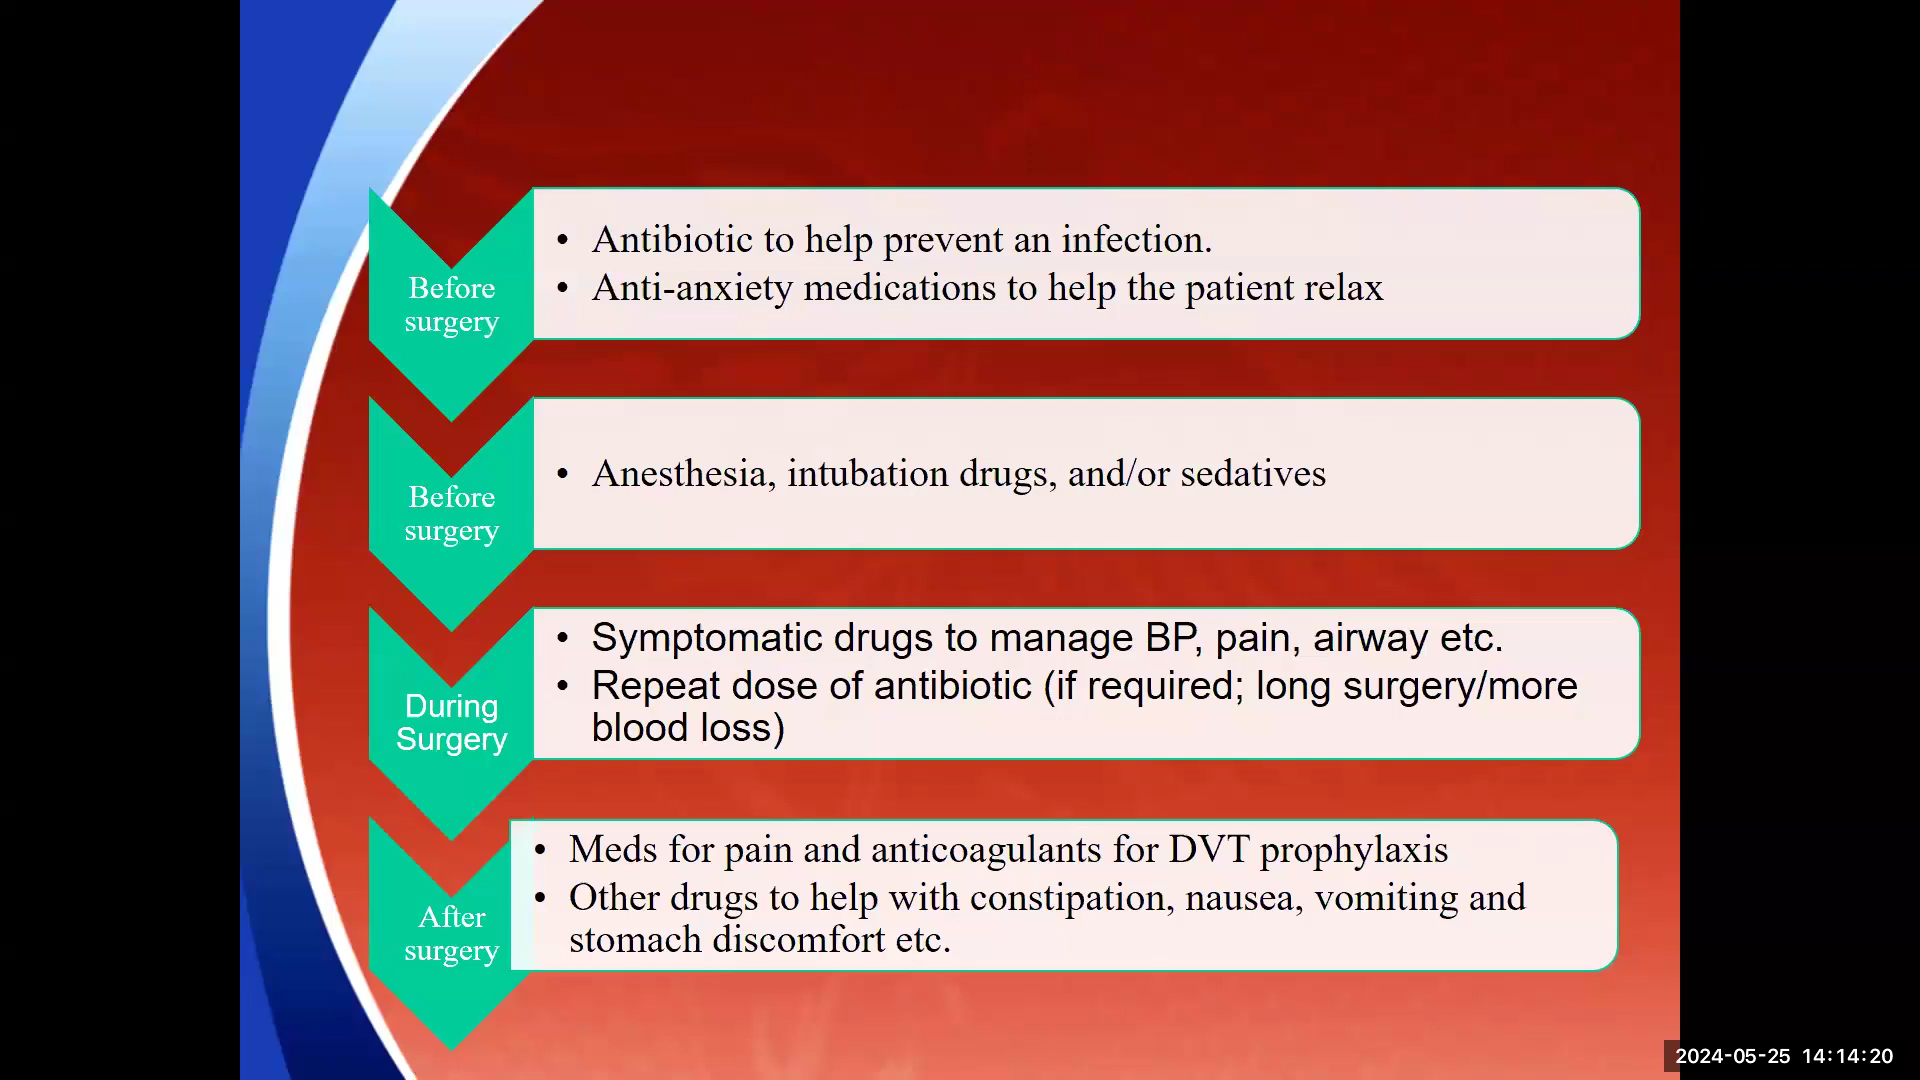 Before
surgery
• Antibiotic to help prevent an infection.
• Anti-anxiety medications to help the patient relax
Before
surgery
• Anesthesia, intubation drugs, and/or sedatives
During
Surgery
• Symptomatic drugs to manage BP, pain, airway etc.
• Repeat dose of antibiotic (if required; long surgery/more
blood loss)
After
surgery
• Meds for pain and anticoagulants for DVT prophylaxis
• Other drugs to help with constipation, nausea, vomiting and
stomach discomfort etc.
2024-05-25 14:14:20